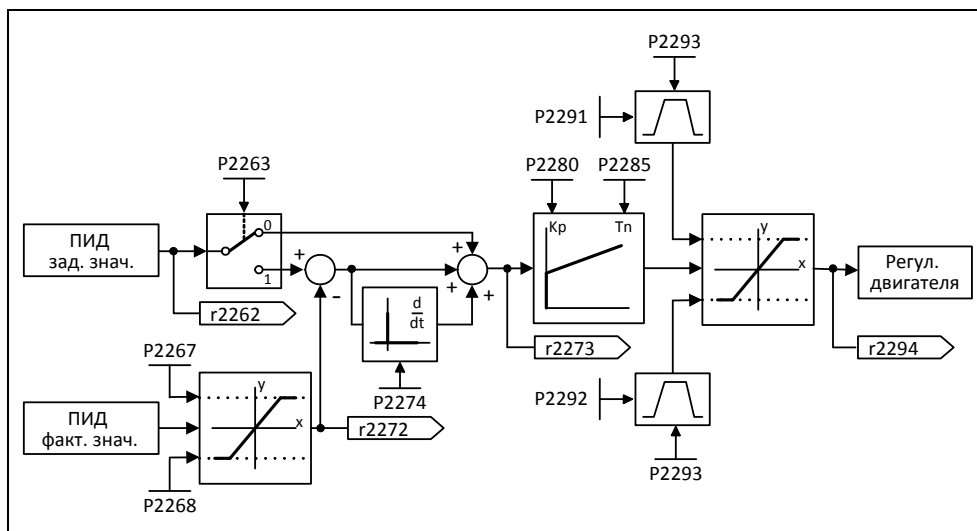 P2293
P2291
P2263
P2280
P2285
ПИД
зад. знач.
0
1
+
-
+
+
+
Kp
Tn
y
x
Регул.
двигателя
r2262
d
dt
r2273
r2294
P2267
P2274
ПИД
факт. знач.
y
x
r2272
P2292
P2268
P2293